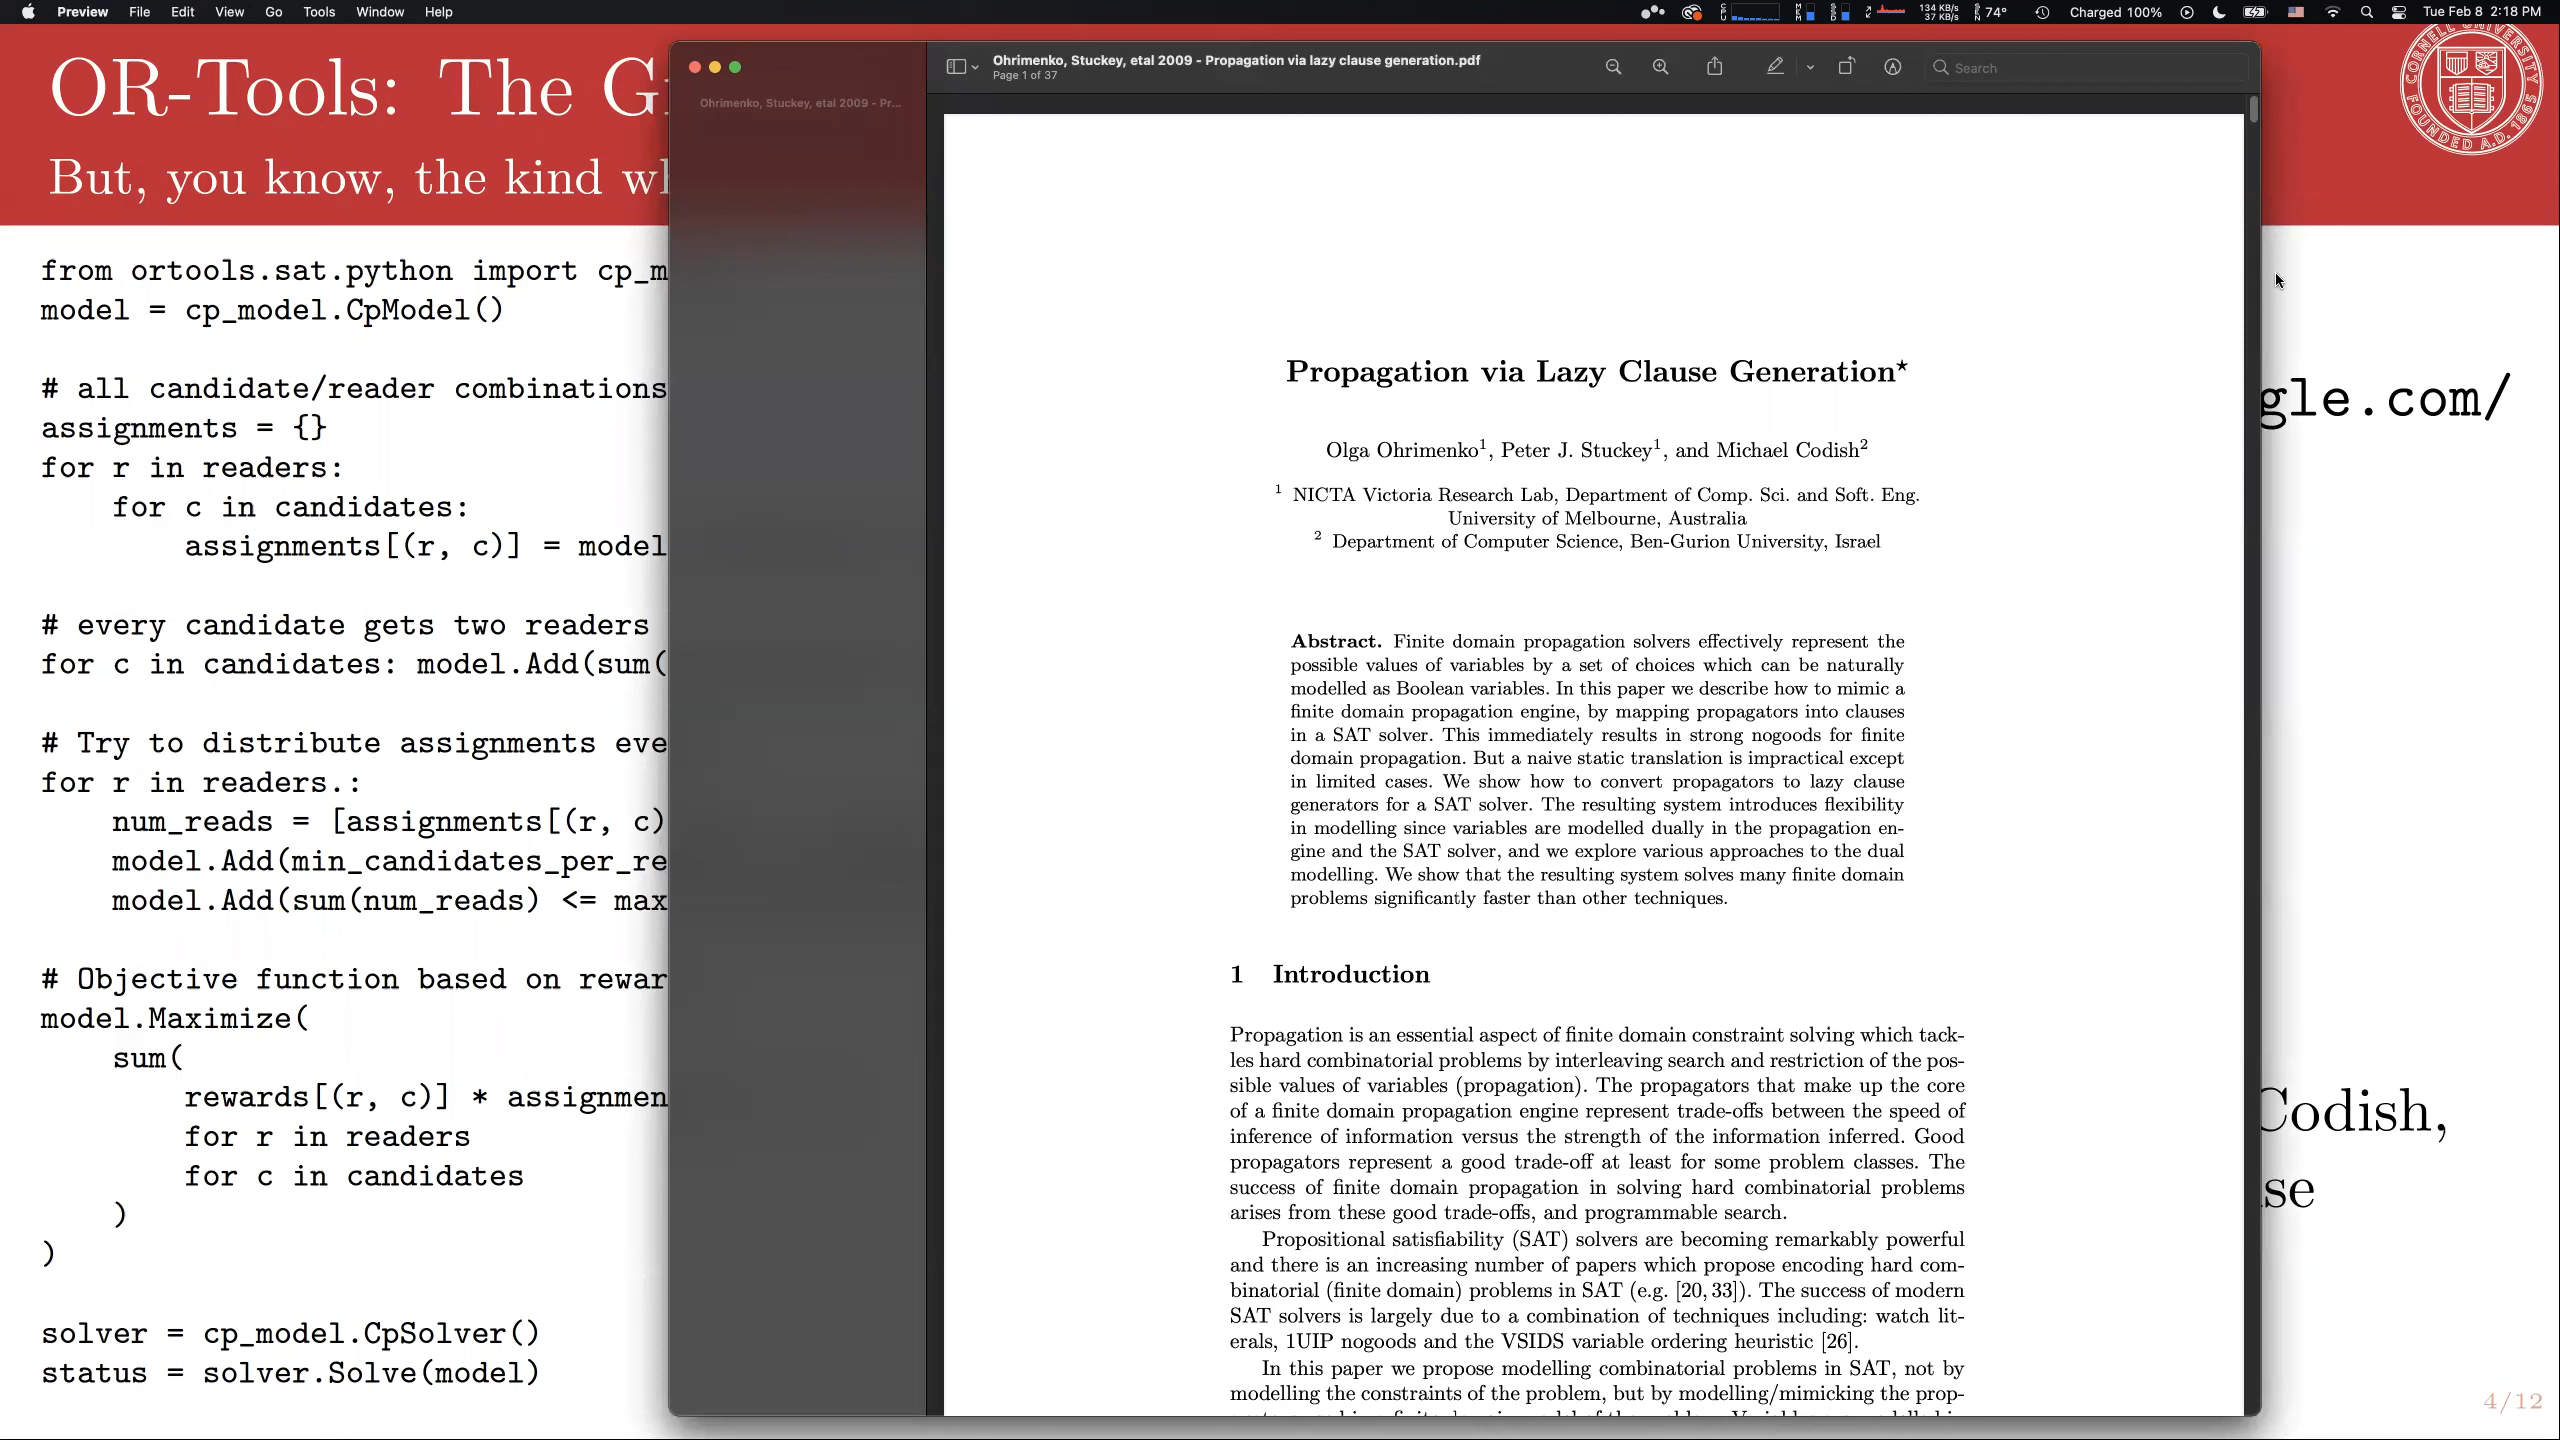 Preview File Edit View Go Tools Window Help
134 KB/s
37 KB/s
74°
Charged 100%
Tue Feb 8 2:18 PM
OR-Tools: The G
But, you know, the kind wh
CORNELL UNIVERSITY
FOUNDED A.D. 1865
from ortools.sat.python import cp_m
model = cp_model.CpModel()
# all candidate/reader combinations
assignments = {}
for r in readers:
for c in candidates:
assignments[(r, c)] = model
# every candidate gets two readers
for c in candidates: model.Add(sum(
# Try to distribute assignments eve
for r in readers.:
num_reads = [assignments[(r, c)
model.Add(min_candidates_per_re
model.Add(sum(num_reads) <= max
# Objective function based on rewar
model.Maximize(
sum(
rewards[(r, c)] * assignmen
for r in readers
for c in candidates
)
)
solver = cp_model.CpSolver()
status = solver.Solve(model)
Ohrimenko, Stuckey, etal 2009 - Pr...
Ohrimenko, Stuckey, etal 2009 - Propagation via lazy clause generation.pdf
Page 1 of 37
Search
Propagation via Lazy Clause Generation⋆
Olga Ohrimenko¹, Peter J. Stuckey¹, and Michael Codish²
¹ NICTA Victoria Research Lab, Department of Comp. Sci. and Soft. Eng.
University of Melbourne, Australia
² Department of Computer Science, Ben-Gurion University, Israel
Abstract. Finite domain propagation solvers effectively represent the
possible values of variables by a set of choices which can be naturally
modelled as Boolean variables. In this paper we describe how to mimic a
finite domain propagation engine, by mapping propagators into clauses
in a SAT solver. This immediately results in strong nogoods for finite
domain propagation. But a naive static translation is impractical except
in limited cases. We show how to convert propagators to lazy clause
generators for a SAT solver. The resulting system introduces flexibility
in modelling since variables are modelled dually in the propagation en-
gine and the SAT solver, and we explore various approaches to the dual
modelling. We show that the resulting system solves many finite domain
problems significantly faster than other techniques.
1 Introduction
Propagation is an essential aspect of finite domain constraint solving which tack-
les hard combinatorial problems by interleaving search and restriction of the pos-
sible values of variables (propagation). The propagators that make up the core
of a finite domain propagation engine represent trade-offs between the speed of
inference of information versus the strength of the information inferred. Good
propagators represent a good trade-off at least for some problem classes. The
success of finite domain propagation in solving hard combinatorial problems
arises from these good trade-offs, and programmable search.
Propositional satisfiability (SAT) solvers are becoming remarkably powerful
and there is an increasing number of papers which propose encoding hard com-
binatorial (finite domain) problems in SAT (e.g. [20, 33]). The success of modern
SAT solvers is largely due to a combination of techniques including: watch lit-
erals, 1UIP nogoods and the VSIDS variable ordering heuristic [26].
In this paper we propose modelling combinatorial problems in SAT, not by
modelling the constraints of the problem, but by modelling/mimicking the prop-
gle.com/
Codish,
se
4/12